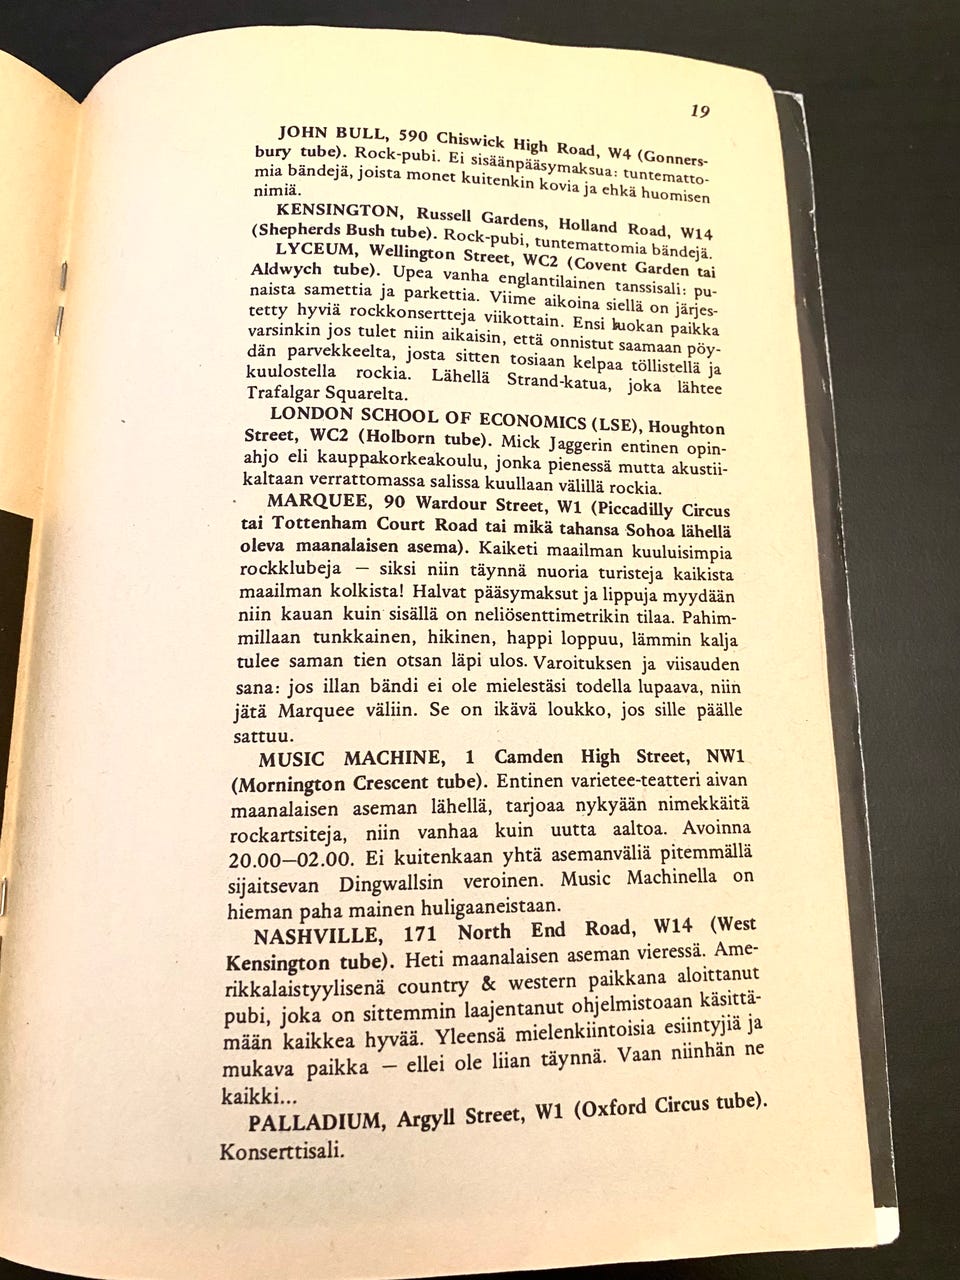 19
JOHN BULL, 590 Chiswick High Road, W4 (Gonners-
bury tube). Rock-pubi. Ei sisäänpääsymaksua: tuntematto-
mia bändejä, joista monet kuitenkin kovia ja ehkä huomisen
nimiä.
KENSINGTON, Russell Gardens, Holland Road, W14
(Shepherds Bush tube). Rock-pubi, tuntemattomia bändejä.
LYCEUM, Wellington Street, WC2 (Covent Garden tai
Aldwych tube). Upea vanha englantilainen tanssisali: pu-
naista samettia ja parkettia. Viime aikoina siellä on järjes-
tetty hyviä rockkonsertteja viikottain. Ensi luokan paikka
varsinkin jos tulet niin aikaisin, että onnistut saamaan pöy-
dän parvekkeelta, josta sitten tosiaan kelpaa töllistellä ja
kuulostella rockia. Lähellä Strand-katua, joka lähtee
Trafalgar Squarelta.
LONDON SCHOOL OF ECONOMICS (LSE), Houghton
Street, WC2 (Holborn tube). Mick Jaggerin entinen opin-
ahjo eli kauppakorkeakoulu, jonka pienessä mutta akustii-
kaltaan verrattomassa salissa kuullaan välillä rockia.
MARQUEE, 90 Wardour Street, W1 (Piccadilly Circus
tai Tottenham Court Road tai mikä tahansa Sohoa lähellä
oleva maanalaisen asema). Kaiketi maailman kuuluisimpia
rockklubeja — siksi niin täynnä nuoria turisteja kaikista
maailman kolkista! Halvat pääsymaksut ja lippuja myydään
niin kauan kuin sisällä on neliösenttimetrikin tilaa. Pahim-
millaan tunkkainen, hikinen, happi loppuu, lämmin kalja
tulee saman tien otsan läpi ulos. Varoituksen ja viisauden
sana: jos illan bändi ei ole mielestäsi todella lupaava, niin
jätä Marquee väliin. Se on ikävä loukko, jos sille päälle
sattuu.
MUSIC MACHINE, 1 Camden High Street, NW1
(Mornington Crescent tube). Entinen varietee-teatteri aivan
maanalaisen aseman lähellä, tarjoaa nykyään nimekkäitä
rockartsiteja, niin vanhaa kuin uutta aaltoa. Avoinna
20.00—02.00. Ei kuitenkaan yhtä asemanväliä pitemmällä
sijaitsevan Dingwallsin veroinen. Music Machinella on
hieman paha mainen huligaaneistaan.
NASHVILLE, 171 North End Road, W14 (West
Kensington tube). Heti maanalaisen aseman vieressä. Ame-
rikkalaistyylisenä country & western paikkana aloittanut
pubi, joka on sittemmin laajentanut ohjelmistoaan käsittä-
mään kaikkea hyvää. Yleensä mielenkiintoisia esiintyjiä ja
mukava paikka — ellei ole liian täynnä. Vaan niinhän ne
kaikki...
PALLADIUM, Argyll Street, W1 (Oxford Circus tube).
Konserttisali.